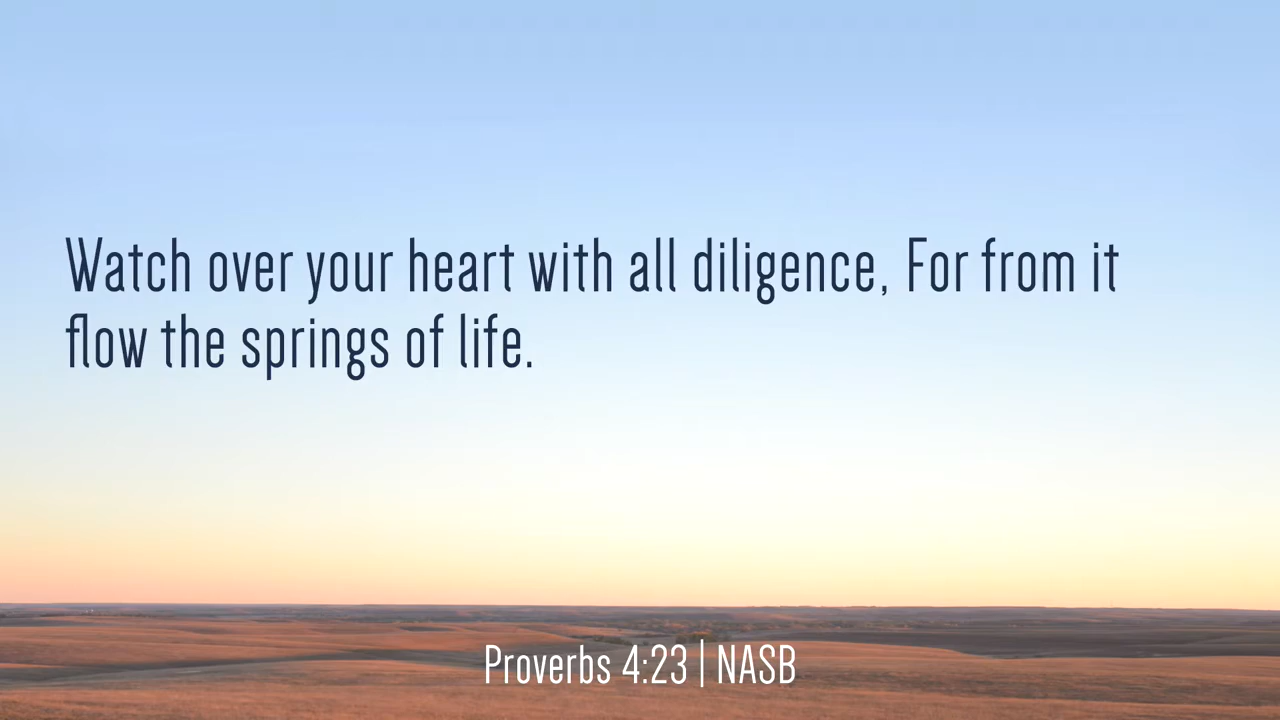 Watch over your heart with all diligence, For from it
flow the springs of life.
Proverbs 4:23 | NASB